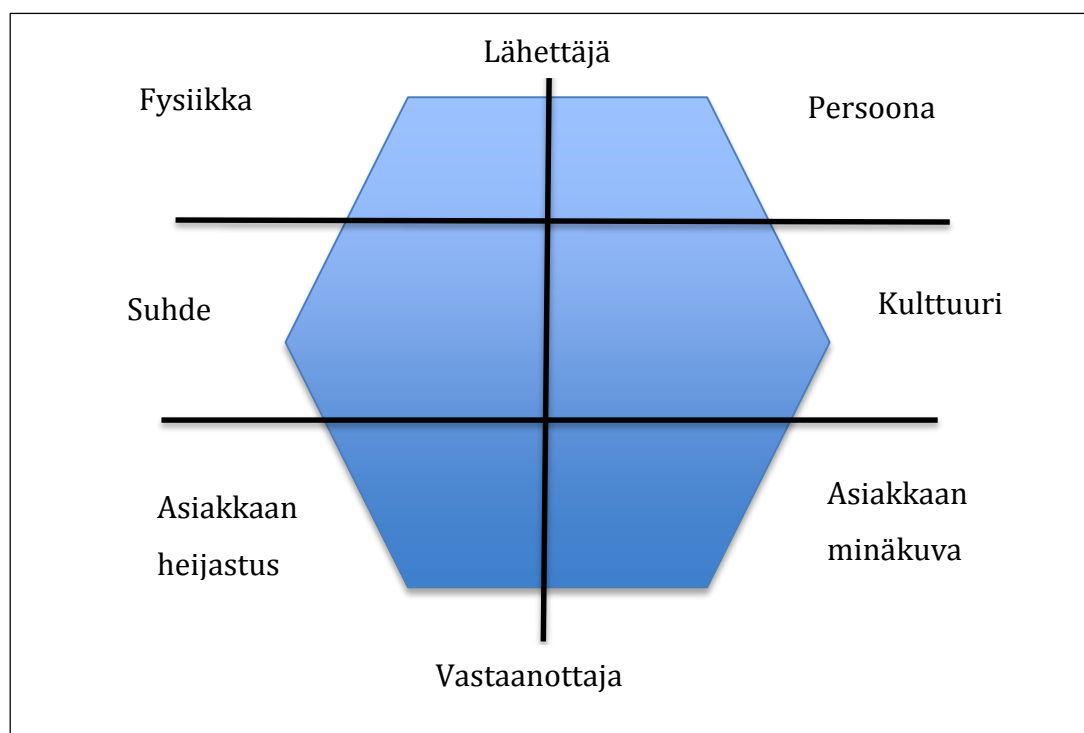 Lähettäjä
Fysiikka
Persoona
Suhde
Kulttuuri
Asiakkaan
heijastus
Asiakkaan
minäkuva
Vastaanottaja